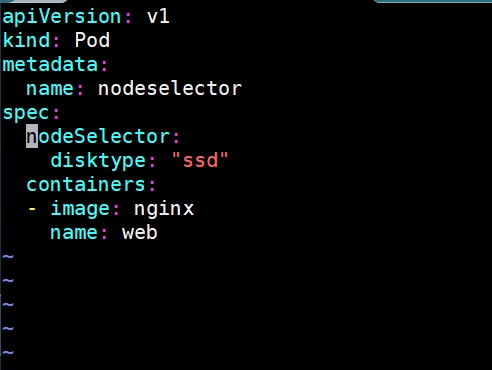 apiVersion: v1
kind: Pod
metadata:
  name: nodeselector
spec:
  nodeSelector:
    disktype: "ssd"
  containers:
  - image: nginx
    name: web
~
~
~
~
~